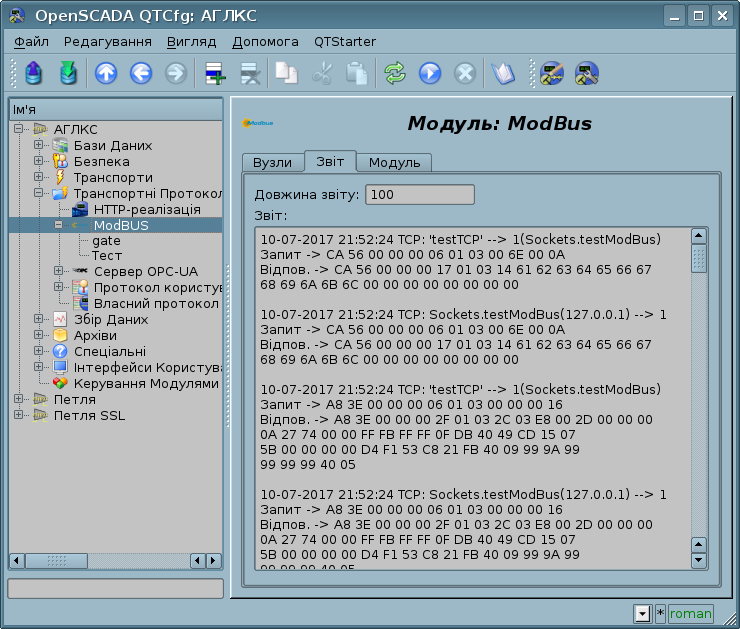 OpenSCADA QTCfg: АГЛКС
Файл Редагування Вигляд Допомога QTStarter
Ім'я
АГЛКС
Бази Даних
Безпека
Транспорти
Транспортні Протокол
HTTP-реалізація
ModBUS
gate
Тест
Сервер OPC-UA
Протокол користу
Власний протокол
Збір Даних
Архіви
Спеціальні
Інтерфейси Користува
Керування Модулями
Петля
Петля SSL
Modbus
Модуль: ModBus
Вузли Звіт Модуль
Довжина звіту: 100
Звіт:
10-07-2017 21:52:24 TCP: 'testTCP' --> 1(Sockets.testModBus)
Запит -> CA 56 00 00 00 06 01 03 00 6E 00 0A
Відпов. -> CA 56 00 00 00 17 01 03 14 61 62 63 64 65 66 67
68 69 6A 6B 6C 00 00 00 00 00 00 00 00
10-07-2017 21:52:24 TCP: Sockets.testModBus(127.0.0.1) --> 1
Запит -> CA 56 00 00 00 06 01 03 00 6E 00 0A
Відпов. -> CA 56 00 00 00 17 01 03 14 61 62 63 64 65 66 67
68 69 6A 6B 6C 00 00 00 00 00 00 00 00
10-07-2017 21:52:24 TCP: 'testTCP' --> 1(Sockets.testModBus)
Запит -> A8 3E 00 00 00 06 01 03 00 00 00 16
Відпов. -> A8 3E 00 00 00 2F 01 03 2C 03 E8 00 2D 00 00 00
0A 27 74 00 00 FF FB FF FF 0F DB 40 49 CD 15 07
5B 00 00 00 00 D4 F1 53 C8 21 FB 40 09 99 9A 99
99 99 99 40 05
10-07-2017 21:52:24 TCP: Sockets.testModBus(127.0.0.1) --> 1
Запит -> A8 3E 00 00 00 06 01 03 00 00 00 16
Відпов. -> A8 3E 00 00 00 2F 01 03 2C 03 E8 00 2D 00 00 00
0A 27 74 00 00 FF FB FF FF 0F DB 40 49 CD 15 07
5B 00 00 00 00 D4 F1 53 C8 21 FB 40 09 99 9A 99
99 99 99 40 05
* roman